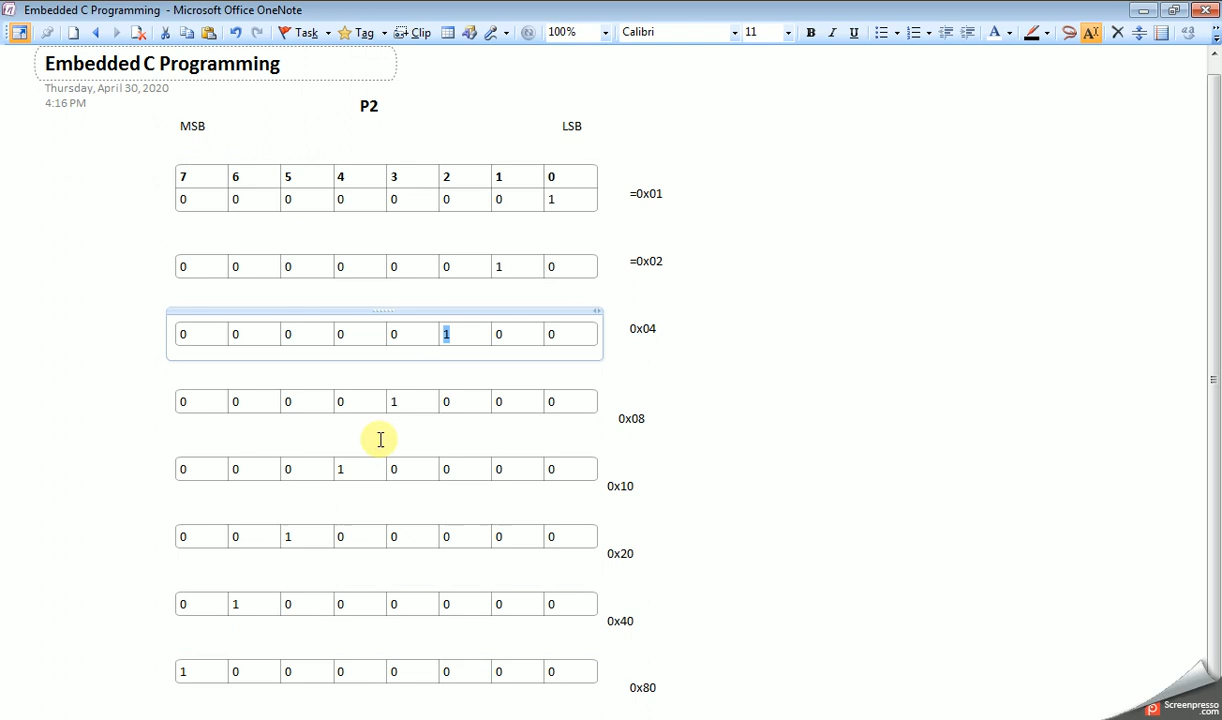 Embedded C Programming - Microsoft Office OneNote
Task Tag Clip 100% Calibri 11 B I U A A
Embedded C Programming
Thursday, April 30, 2020
4:16 PM
P2
MSB LSB
7 6 5 4 3 2 1 0
=0x01
0 0 0 0 0 0 0 1
0 0 0 0 0 0 1 0 =0x02
0 0 0 0 0 1 0 0 0x04
0 0 0 0 1 0 0 0 0x08
0 0 0 1 0 0 0 0 0x10
0 0 1 0 0 0 0 0 0x20
0 1 0 0 0 0 0 0 0x40
1 0 0 0 0 0 0 0 0x80
Screenpresso
.com